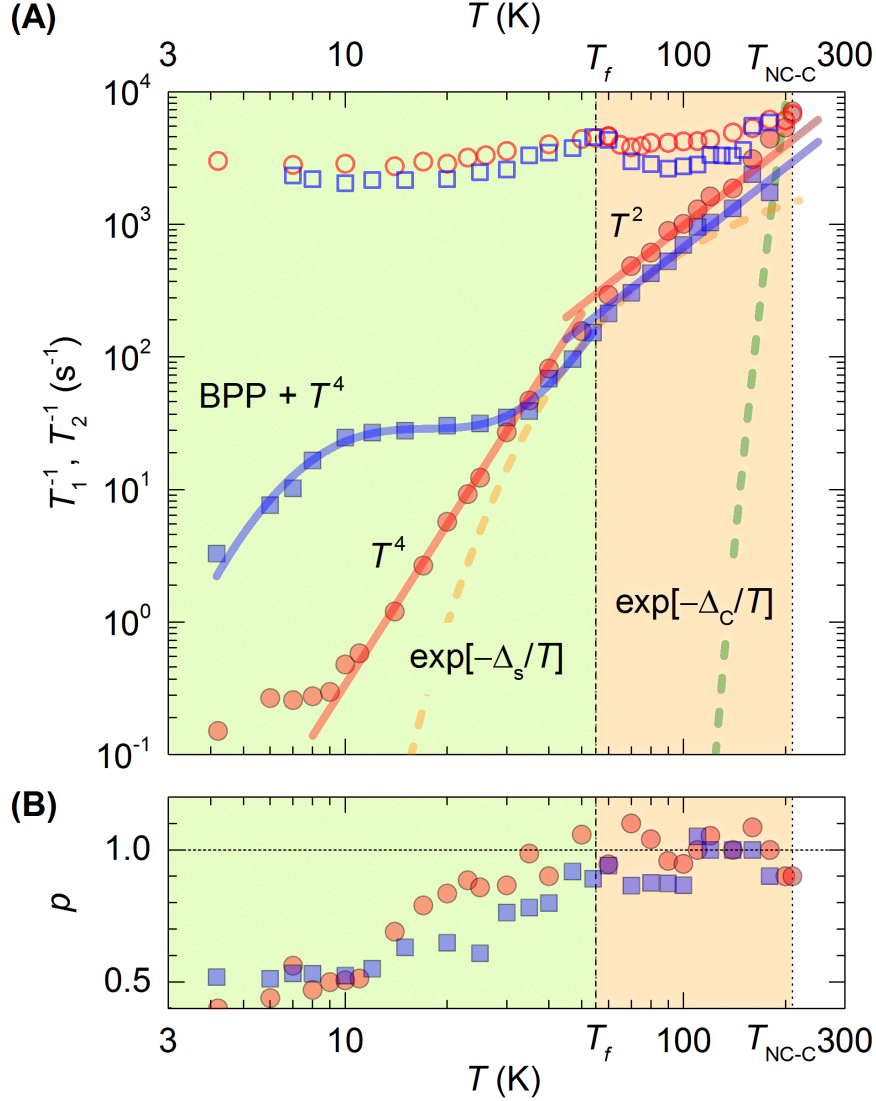 (A)
T (K)
3 10 T_f 100 T_NC-C 300
10^4
10^3
T^2
10^2
BPP + T^4
T_1^-1, T_2^-1 (s^-1)
10^1
T^4
10^0
exp[−Δ_C/T]
exp[−Δ_s/T]
10^-1
(B)
1.0
p
0.5
3 10 T_f 100 T_NC-C 300
T (K)